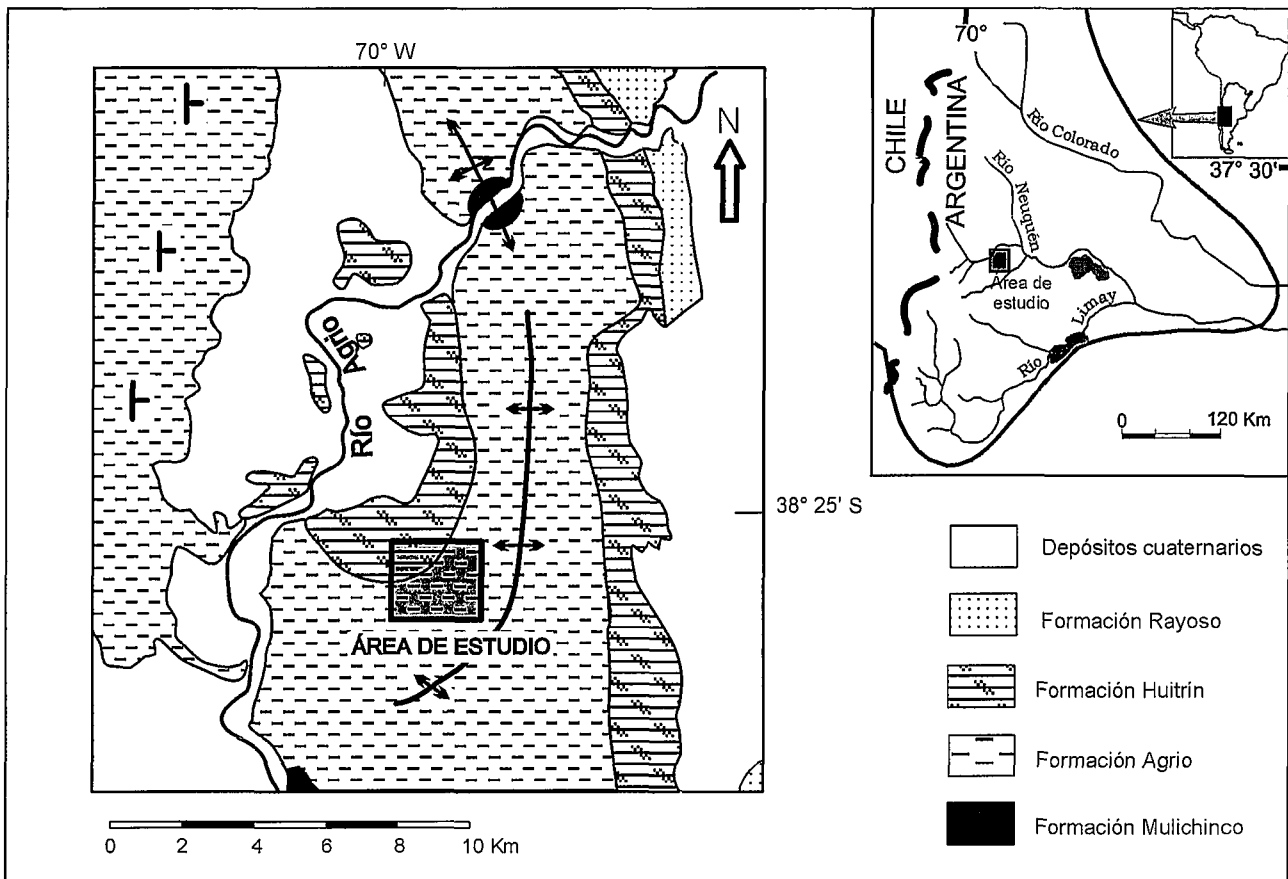 70° W
N
Río Agrio
38° 25' S
ÁREA DE ESTUDIO
0 2 4 6 8 10 Km
70°
CHILE
ARGENTINA
Río Colorado
37° 30'
Río Neuquén
Área de
estudio
Río Limay
0 120 Km
Depósitos cuaternarios
Formación Rayoso
Formación Huitrín
Formación Agrio
Formación Mulichinco